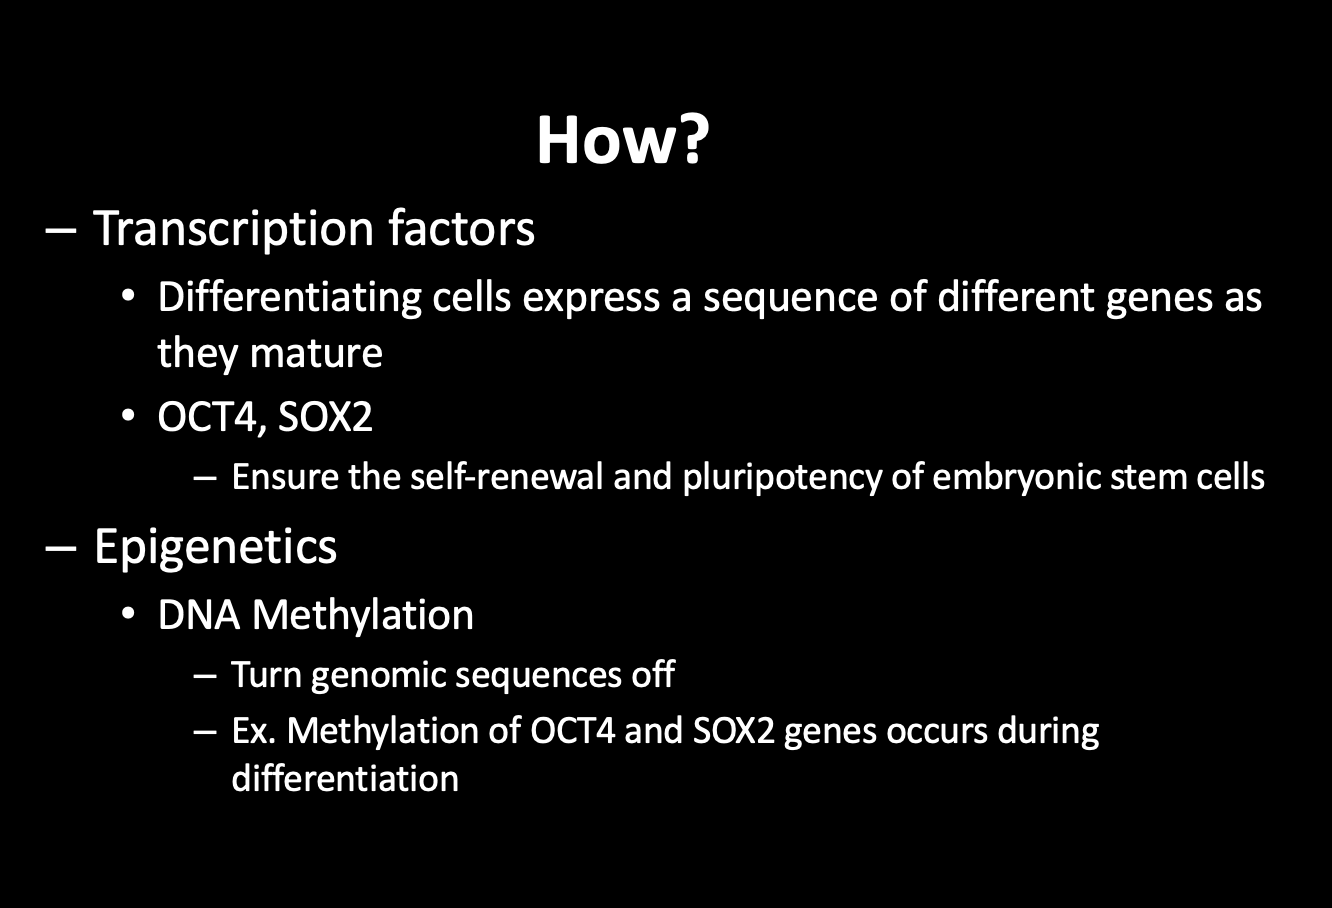 How?
– Transcription factors
• Differentiating cells express a sequence of different genes as
they mature
• OCT4, SOX2
– Ensure the self-renewal and pluripotency of embryonic stem cells
– Epigenetics
• DNA Methylation
– Turn genomic sequences off
– Ex. Methylation of OCT4 and SOX2 genes occurs during
differentiation